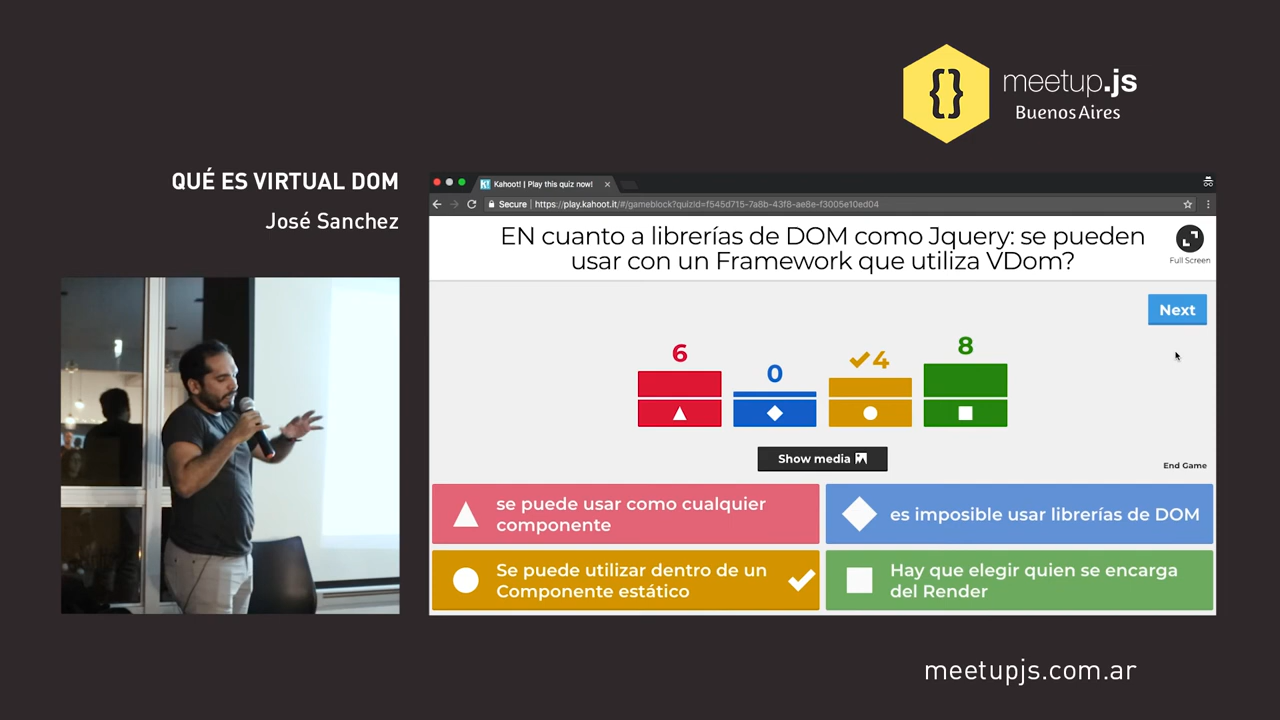 meetup.js
Buenos Aires
QUÉ ES VIRTUAL DOM
José Sanchez
Kahoot! | Play this quiz now!
Secure | https://play.kahoot.it/#/gameblock?quizId=f545d715-7a8b-43f8-ae8e-f3005e10ed04
EN cuanto a librerías de DOM como Jquery: se pueden
usar con un Framework que utiliza VDom?
Full Screen
Next
6
0
4
8
Show media
End Game
se puede usar como cualquier
componente
es imposible usar librerías de DOM
Se puede utilizar dentro de un
Componente estático
Hay que elegir quien se encarga
del Render
meetupjs.com.ar